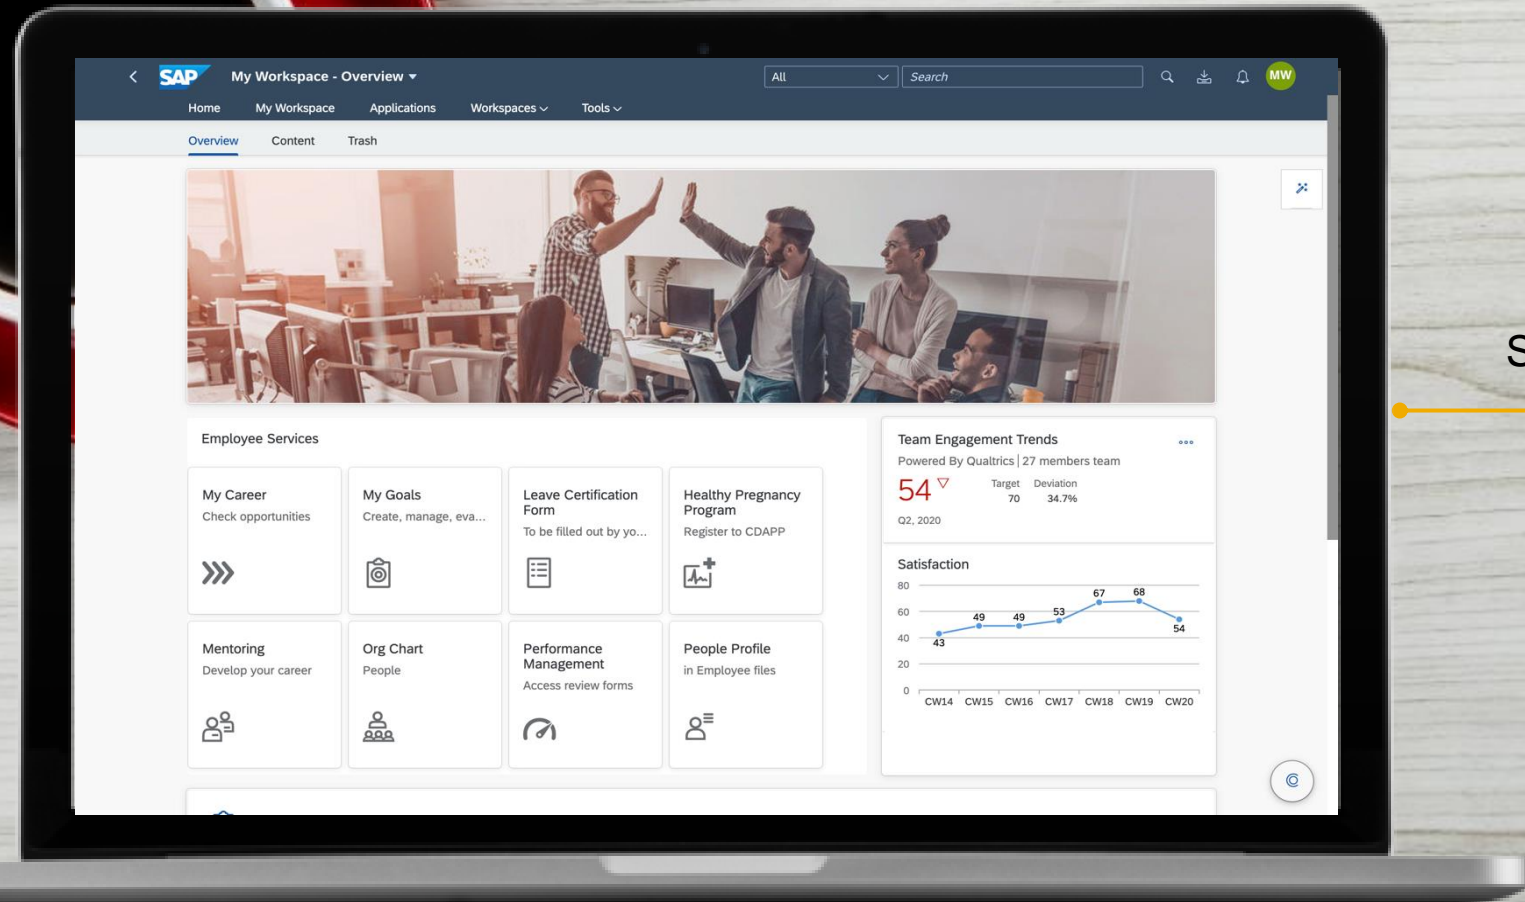 SAP
My Workspace - Overview
All
Search
MW
Home My Workspace Applications Workspaces Tools
Overview Content Trash
Employee Services
My Career
Check opportunities
My Goals
Create, manage, eva...
Leave Certification
Form
To be filled out by yo...
Healthy Pregnancy
Program
Register to CDAPP
Mentoring
Develop your career
Org Chart
People
Performance
Management
Access review forms
People Profile
in Employee files
Team Engagement Trends
Powered By Qualtrics | 27 members team
54
Target Deviation
70 34.7%
Q2, 2020
Satisfaction
80
60
40
20
0
43 49 49 53 67 68 54
CW14 CW15 CW16 CW17 CW18 CW19 CW20
S